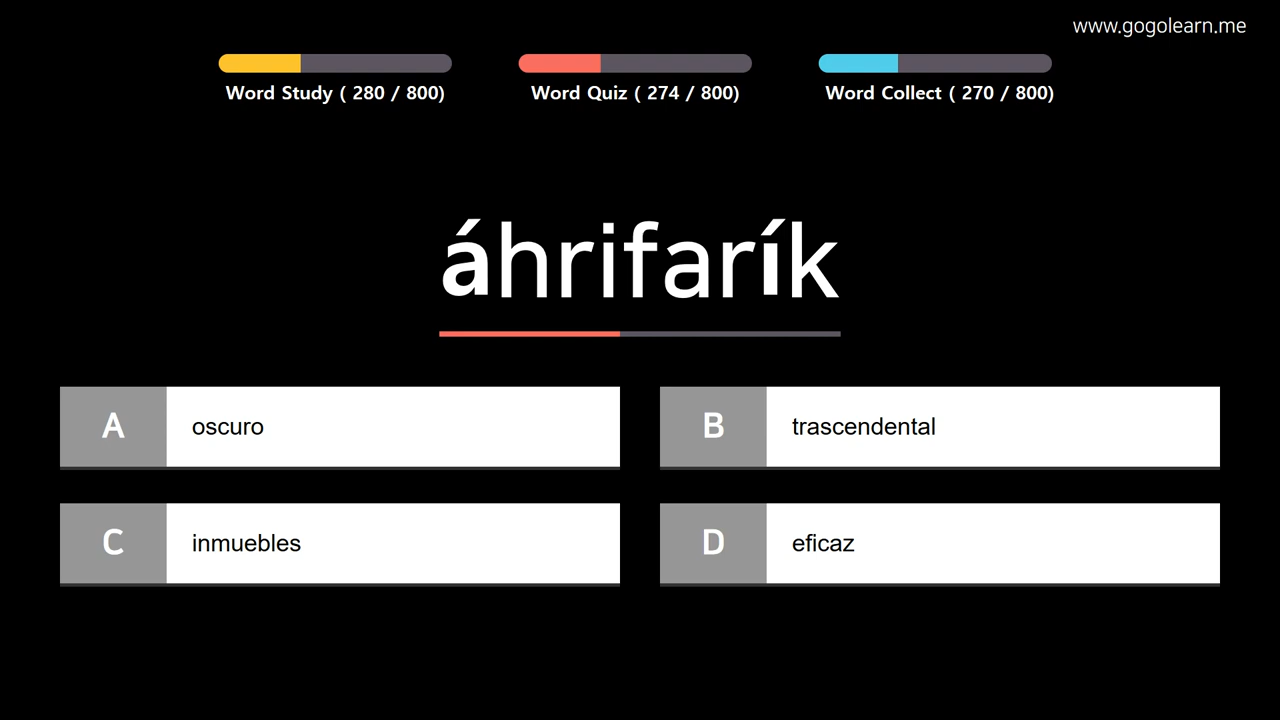 www.gogolearn.me
Word Study ( 280 / 800)
Word Quiz ( 274 / 800)
Word Collect ( 270 / 800)
áhrifarík
A oscuro
B trascendental
C inmuebles
D eficaz